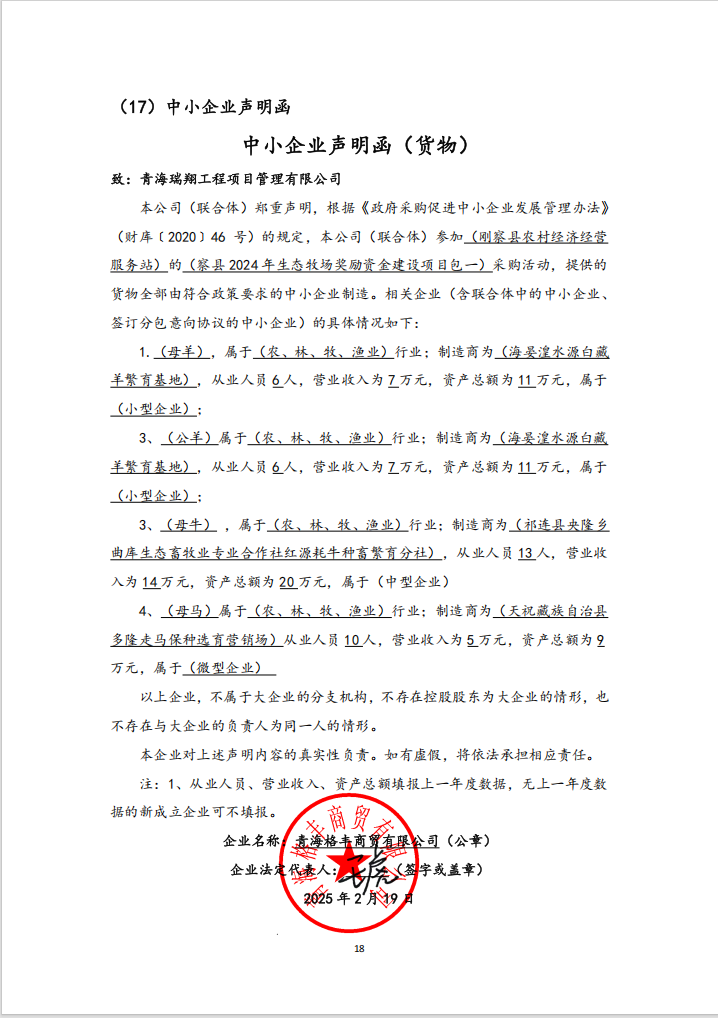 （17）中小企业声明函
中小企业声明函（货物）
致：青海瑞翔工程项目管理有限公司
本公司（联合体）郑重声明，根据《政府采购促进中小企业发展管理办法》
（财库﹝2020﹞46 号）的规定，本公司（联合体）参加（刚察县农村经济经营
服务站）的（察县2024年生态牧场奖励资金建设项目包一）采购活动，提供的
货物全部由符合政策要求的中小企业制造。相关企业（含联合体中的中小企业、
签订分包意向协议的中小企业）的具体情况如下：
1.（母羊），属于（农、林、牧、渔业）行业；制造商为（海晏湟水源白藏
羊繁育基地），从业人员6人，营业收入为7万元，资产总额为11万元，属于
（小型企业）；
3、（公羊）属于（农、林、牧、渔业）行业；制造商为（海晏湟水源白藏
羊繁育基地），从业人员6人，营业收入为7万元，资产总额为11万元，属于
（小型企业）；
3、（母牛），属于（农、林、牧、渔业）行业；制造商为（祁连县央隆乡
曲库生态畜牧业专业合作社红源牦牛种畜繁育分社），从业人员13人，营业收
入为14万元，资产总额为20万元，属于（中型企业）
4、（母马）属于（农、林、牧、渔业）行业；制造商为（天祝藏族自治县
多隆走马保种选育营销场）从业人员10人，营业收入为5万元，资产总额为9
万元，属于（微型企业）
以上企业，不属于大企业的分支机构，不存在控股股东为大企业的情形，也
不存在与大企业的负责人为同一人的情形。
本企业对上述声明内容的真实性负责。如有虚假，将依法承担相应责任。
注：1、从业人员、营业收入、资产总额填报上一年度数据，无上一年度数
据的新成立企业可不填报。
企业名称：青海格丰商贸有限公司（公章）
企业法定代表人：（签字或盖章）
2025年2月19日
青海格丰商贸有限公司
18